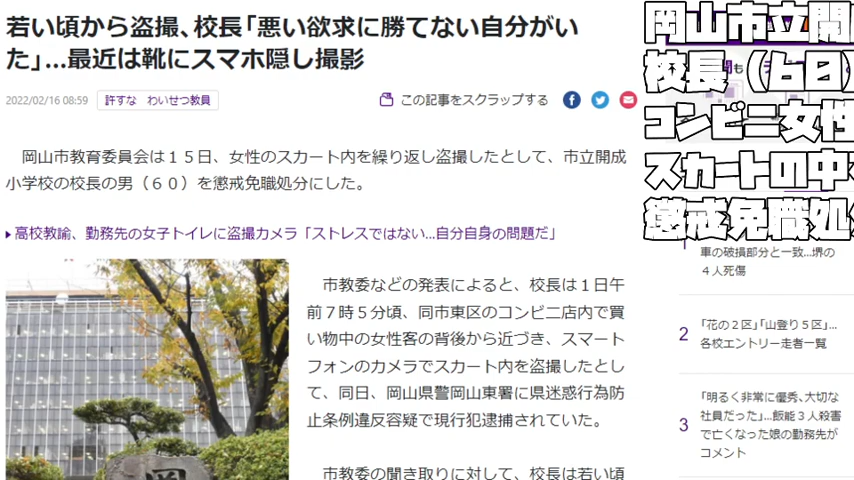 若い頃から盗撮、校長「悪い欲求に勝てない自分がい
た」…最近は靴にスマホ隠し撮影
2022/02/16 08:59
許すな わいせつ教員
この記事をスクラップする
岡山市教育委員会は１５日、女性のスカート内を繰り返し盗撮したとして、市立開成
小学校の校長の男（６０）を懲戒免職処分にした。
高校教諭、勤務先の女子トイレに盗撮カメラ「ストレスではない…自分自身の問題だ」
市教委などの発表によると、校長は１日午
前７時５分頃、同市東区のコンビニ店内で買
い物中の女性客の背後から近づき、スマート
フォンのカメラでスカート内を盗撮したとし
て、同日、岡山県警岡山東署に県迷惑行為防
止条例違反容疑で現行犯逮捕されていた。
市教委の聞き取りに対して、校長は若い頃
岡山市立開
校長（６０）
コンビニ女性
スカートの中を
懲戒免職処分
1
車の破損部分と一致…堺の
４人死傷
2
「花の２区」「山登り５区」…
各校エントリー走者一覧
3
「明るく非常に優秀、大切な
社員だった」…飯能３人殺害
で亡くなった娘の勤務先が
コメント